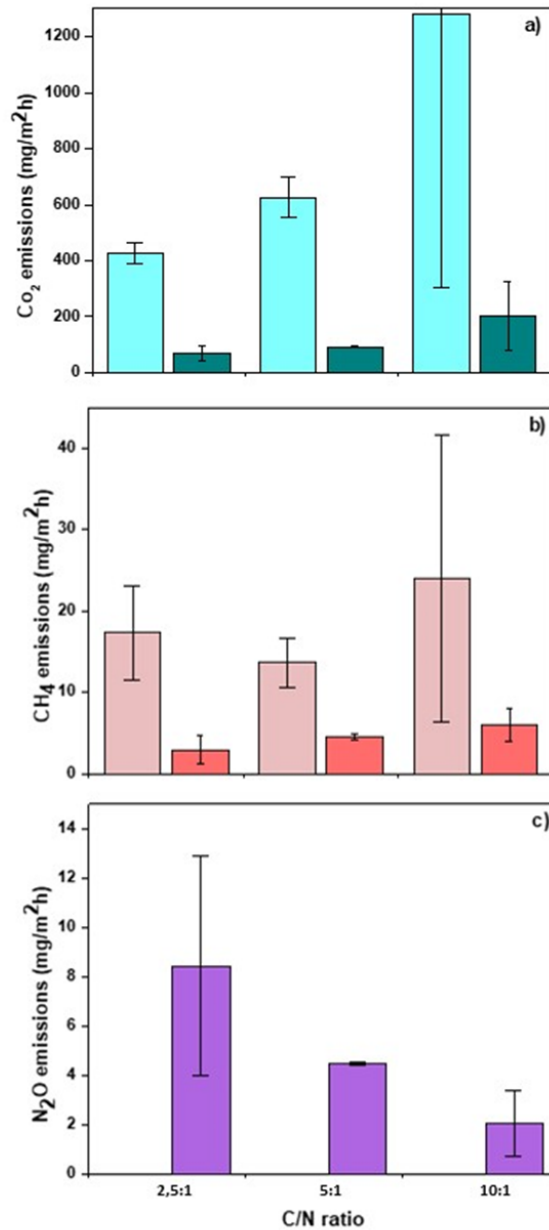 a)
Co₂ emissions (mg/m²h)
1200
1000
800
600
400
200
0
b)
CH4 emissions (mg/m²h)
40
30
20
10
0
c)
N₂O emissions (mg/m²h)
14
12
10
8
6
4
2
0
2,5:1 5:1 10:1
C/N ratio